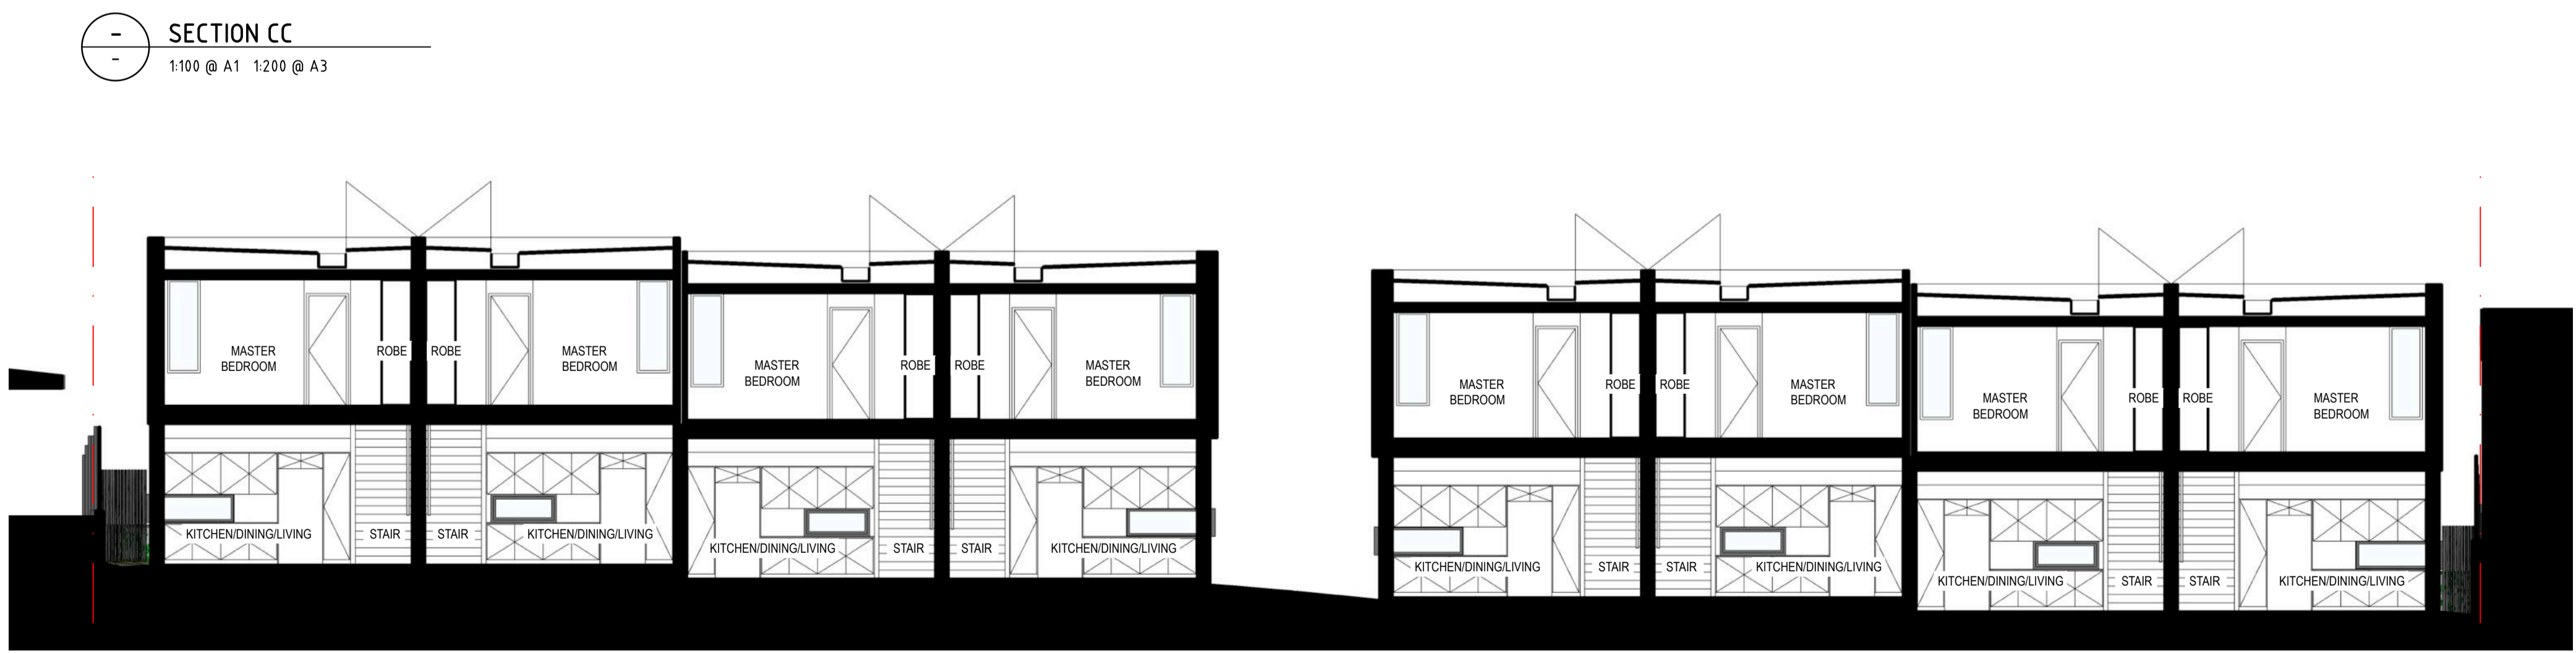 -
SECTION CC
-
1:100 @ A1 1:200 @ A3
MASTER
BEDROOM
ROBE
ROBE
MASTER
BEDROOM
MASTER
BEDROOM
ROBE
ROBE
MASTER
BEDROOM
MASTER
BEDROOM
ROBE
ROBE
MASTER
BEDROOM
MASTER
BEDROOM
ROBE
ROBE
MASTER
BEDROOM
KITCHEN/DINING/LIVING
STAIR
STAIR
KITCHEN/DINING/LIVING
KITCHEN/DINING/LIVING
STAIR
STAIR
KITCHEN/DINING/LIVING
KITCHEN/DINING/LIVING
STAIR
STAIR
KITCHEN/DINING/LIVING
KITCHEN/DINING/LIVING
STAIR
STAIR
KITCHEN/DINING/LIVING